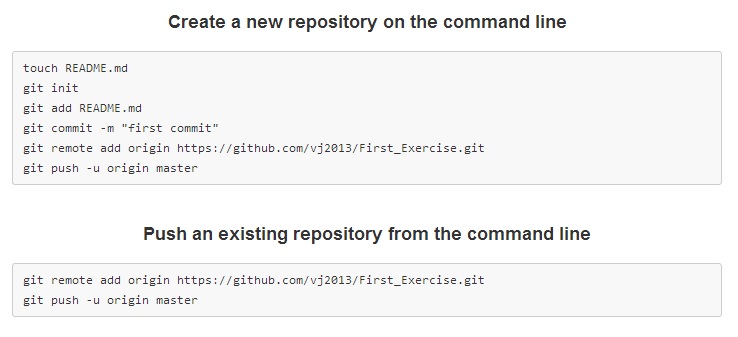 Create a new repository on the command line
touch README.md
git init
git add README.md
git commit -m "first commit"
git remote add origin https://github.com/vj2013/First_Exercise.git
git push -u origin master
Push an existing repository from the command line
git remote add origin https://github.com/vj2013/First_Exercise.git
git push -u origin master